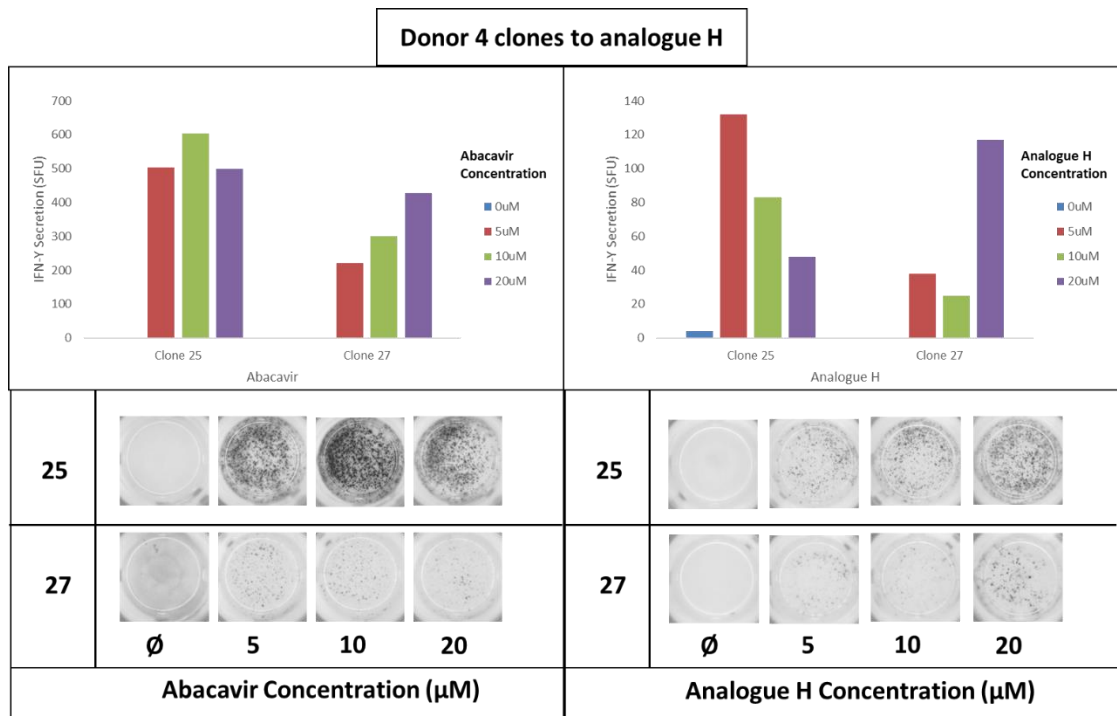 Donor 4 clones to analogue H
700
600
500
400
300
200
100
0
IFN-Y Secretion (SFU)
Clone 25
Clone 27
Abacavir
Abacavir
Concentration
0uM
5uM
10uM
20uM
140
120
100
80
60
40
20
0
IFN-Y Secretion (SFU)
Clone 25
Clone 27
Analogue H
Analogue H
Concentration
0uM
5uM
10uM
20uM
25
27
Ø 5 10 20
Abacavir Concentration (µM)
25
27
Ø 5 10 20
Analogue H Concentration (µM)